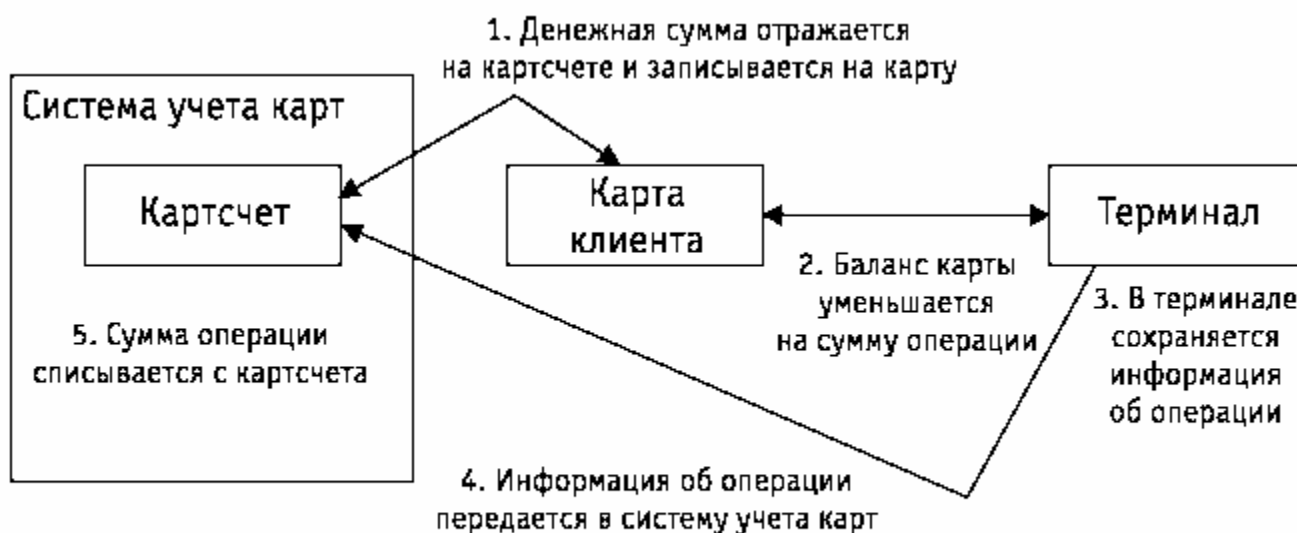 1. Денежная сумма отражается
на картсчете и записывается на карту
Система учета карт
Картсчет
Карта
клиента
Терминал
2. Баланс карты
уменьшается
на сумму операции
3. В терминале
сохраняется
информация
об операции
5. Сумма операции
списывается с картсчета
4. Информация об операции
передается в систему учета карт